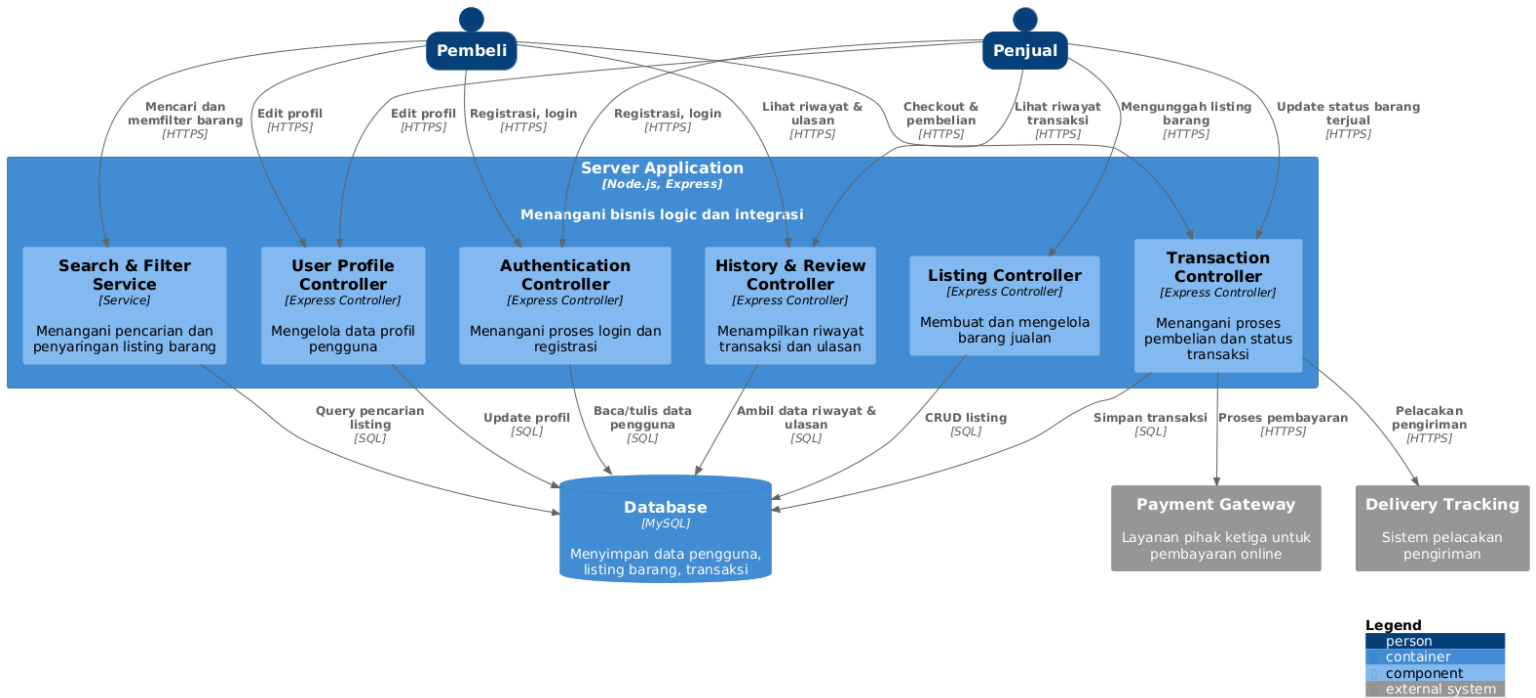 Pembeli
Penjual
Mencari dan
memfilter barang
[HTTPS]
Edit profil
[HTTPS]
Edit profil
[HTTPS]
Registrasi, login
[HTTPS]
Registrasi, login
[HTTPS]
Lihat riwayat &
ulasan
[HTTPS]
Checkout &
pembelian
[HTTPS]
Lihat riwayat
transaksi
[HTTPS]
Mengunggah listing
barang
[HTTPS]
Update status barang
terjual
[HTTPS]
Server Application
[Node.js, Express]
Menangani bisnis logic dan integrasi
Search & Filter
Service
[Service]
Menangani pencarian dan
penyaringan listing barang
User Profile
Controller
[Express Controller]
Mengelola data profil
pengguna
Authentication
Controller
[Express Controller]
Menangani proses login dan
registrasi
History & Review
Controller
[Express Controller]
Menampilkan riwayat
transaksi dan ulasan
Listing Controller
[Express Controller]
Membuat dan mengelola
barang jualan
Transaction
Controller
[Express Controller]
Menangani proses
pembelian dan status
transaksi
Query pencarian
listing
[SQL]
Update profil
[SQL]
Baca/tulis data
pengguna
[SQL]
Ambil data riwayat &
ulasan
[SQL]
CRUD listing
[SQL]
Simpan transaksi
[SQL]
Proses pembayaran
[HTTPS]
Pelacakan
pengiriman
[HTTPS]
Database
[MySQL]
Menyimpan data pengguna,
listing barang, transaksi
Payment Gateway
Layanan pihak ketiga untuk
pembayaran online
Delivery Tracking
Sistem pelacakan
pengiriman
Legend
person
container
component
external system